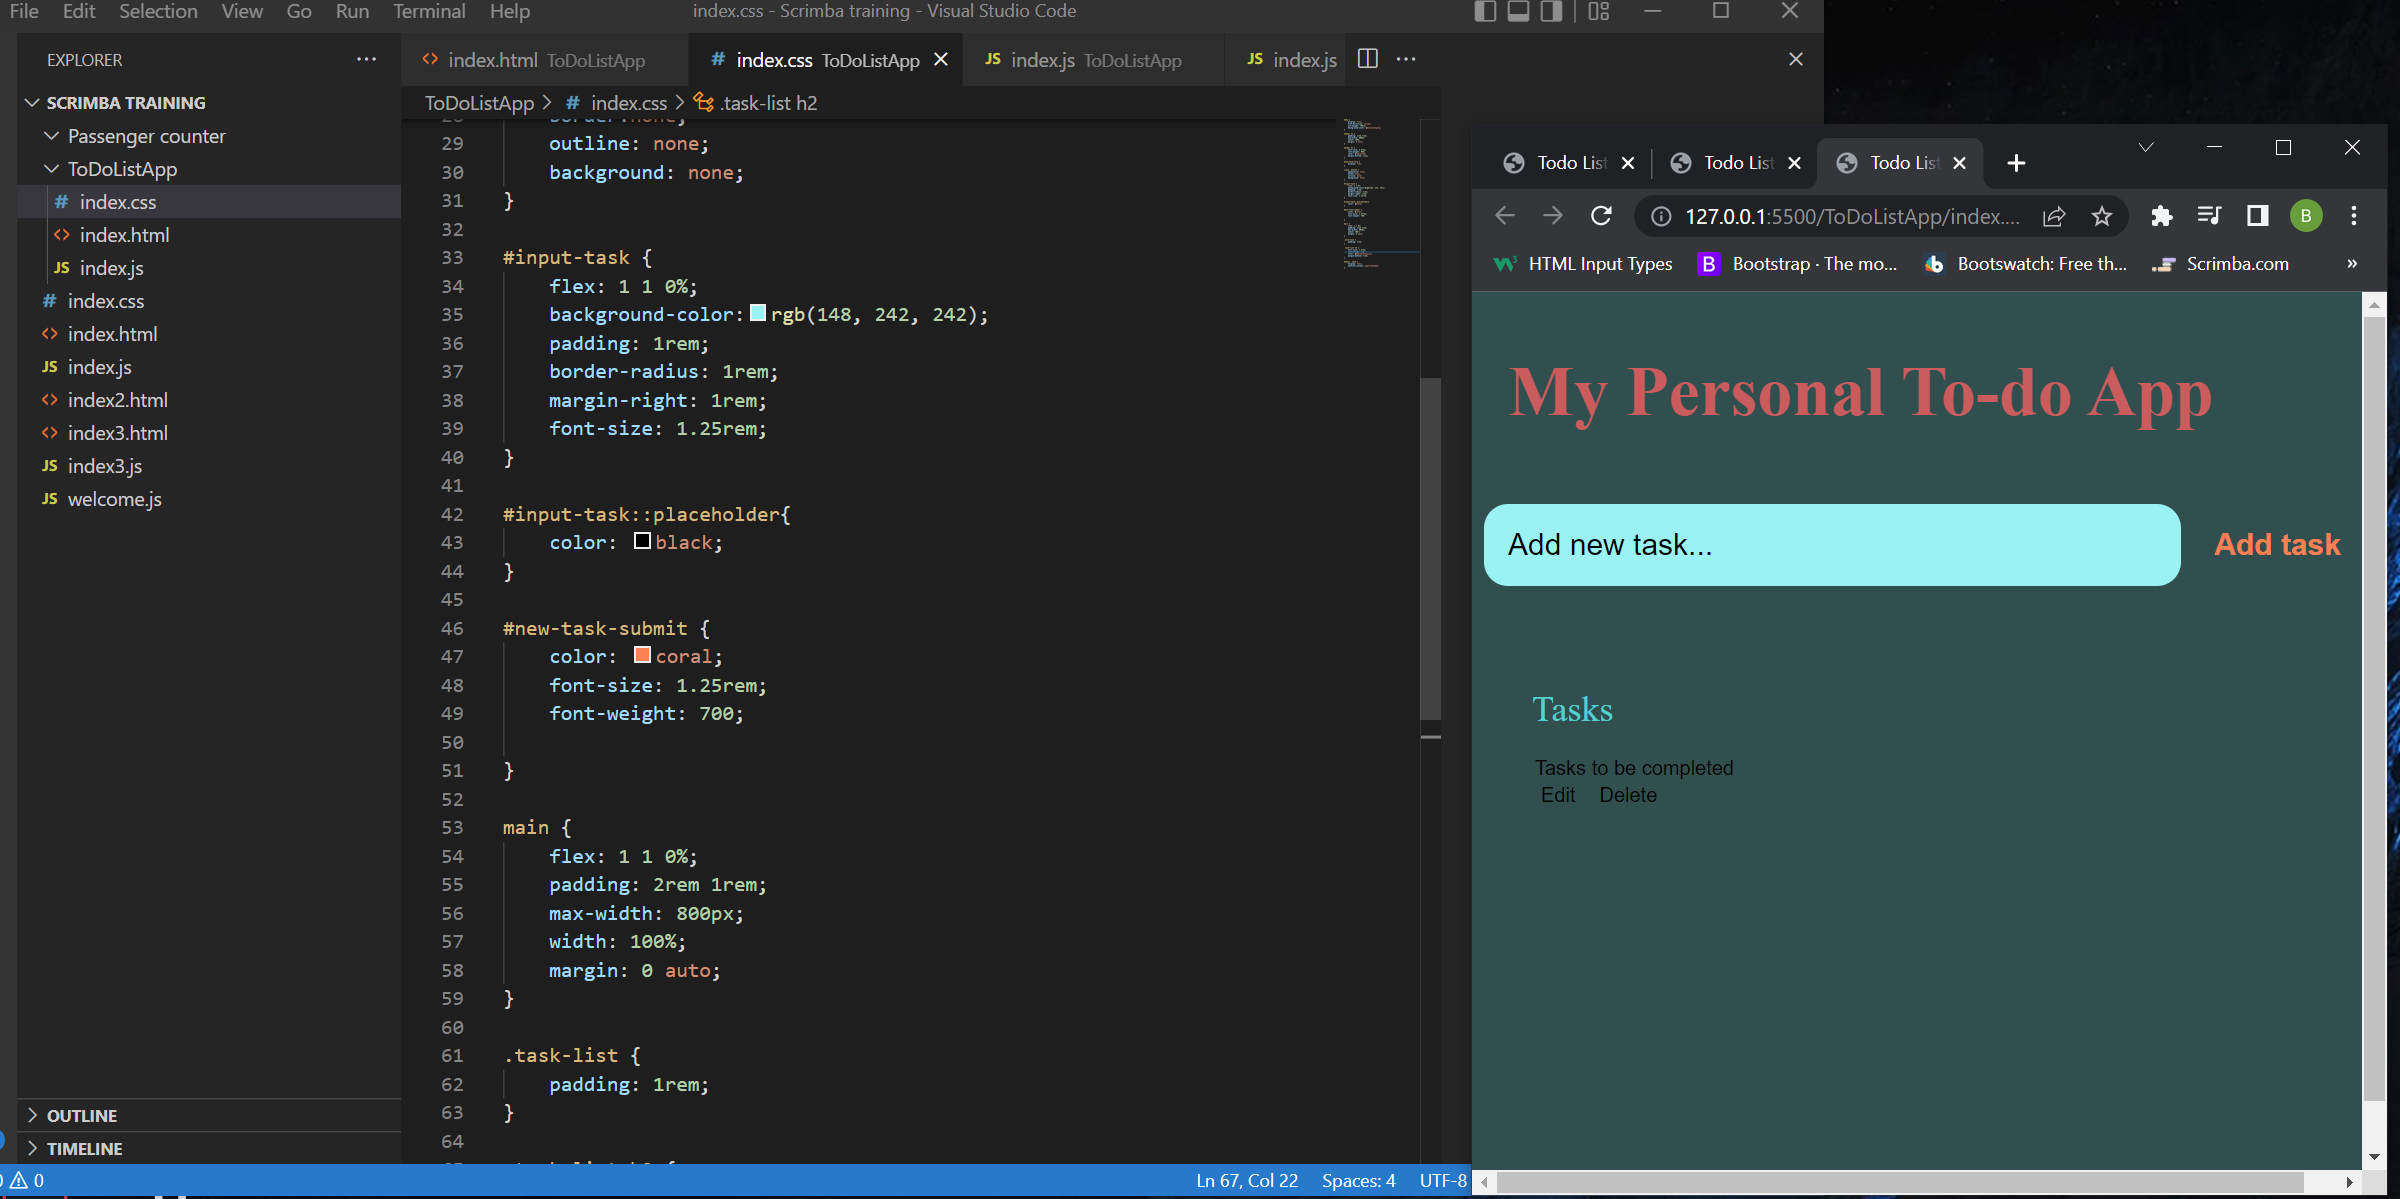 File Edit Selection View Go Run Terminal Help
index.css - Scrimba training - Visual Studio Code
EXPLORER
SCRIMBA TRAINING
Passenger counter
ToDoListApp
# index.css
<> index.html
JS index.js
# index.css
<> index.html
JS index.js
<> index2.html
<> index3.html
JS index3.js
JS welcome.js
OUTLINE
TIMELINE
<> index.html ToDoListApp
# index.css ToDoListApp
JS index.js ToDoListApp
JS index.js
ToDoListApp > # index.css > .task-list h2
29 outline: none;
30 background: none;
31 }
32
33 #input-task {
34 flex: 1 1 0%;
35 background-color: rgb(148, 242, 242);
36 padding: 1rem;
37 border-radius: 1rem;
38 margin-right: 1rem;
39 font-size: 1.25rem;
40 }
41
42 #input-task::placeholder{
43 color: black;
44 }
45
46 #new-task-submit {
47 color: coral;
48 font-size: 1.25rem;
49 font-weight: 700;
50
51 }
52
53 main {
54 flex: 1 1 0%;
55 padding: 2rem 1rem;
56 max-width: 800px;
57 width: 100%;
58 margin: 0 auto;
59 }
60
61 .task-list {
62 padding: 1rem;
63 }
64
0
Ln 67, Col 22 Spaces: 4 UTF-8
Todo List
Todo List
Todo List
127.0.0.1:5500/ToDoListApp/index....
B
W3 HTML Input Types
B Bootstrap · The mo...
Bootswatch: Free th...
Scrimba.com
»
My Personal To-do App
Add new task...
Add task
Tasks
Tasks to be completed
Edit Delete